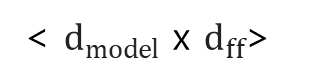 < d_model x d_ff>